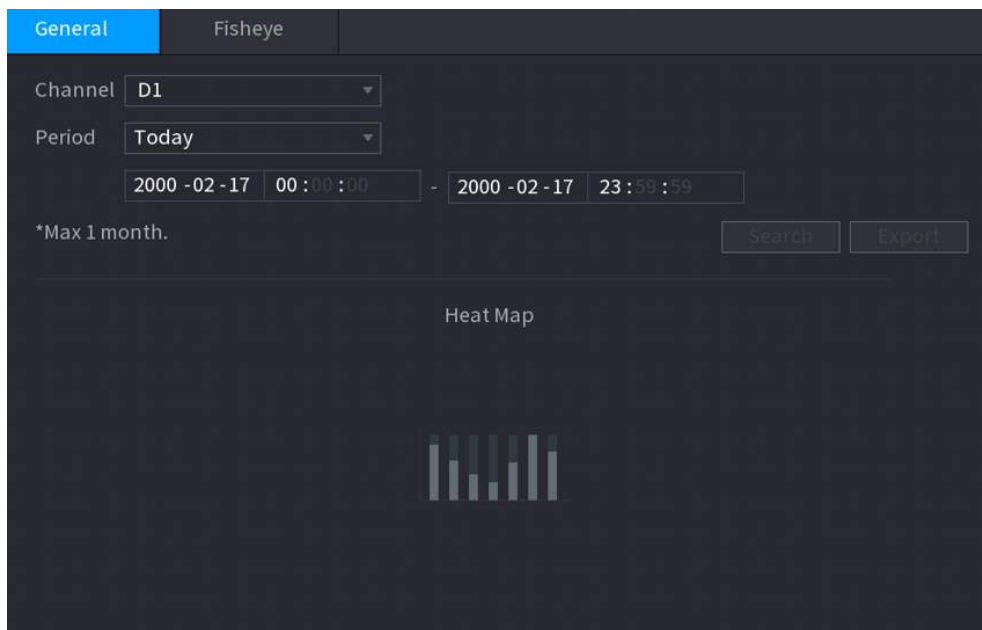 General Fisheye
Channel D1
Period Today
2000 -02 -17 00 :00 :00 - 2000 -02 -17 23 :59 :59
*Max 1 month.
Search Export
Heat Map